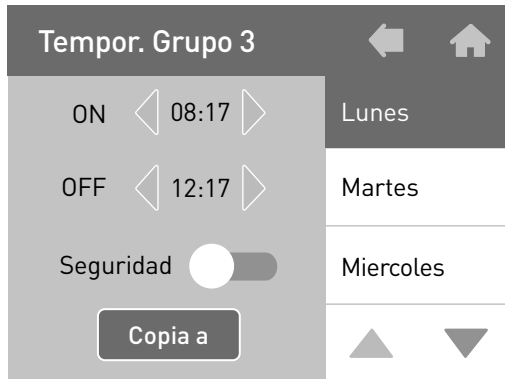 Tempor. Grupo 3
ON 08:17
OFF 12:17
Seguridad
Copia a
Lunes
Martes
Miercoles